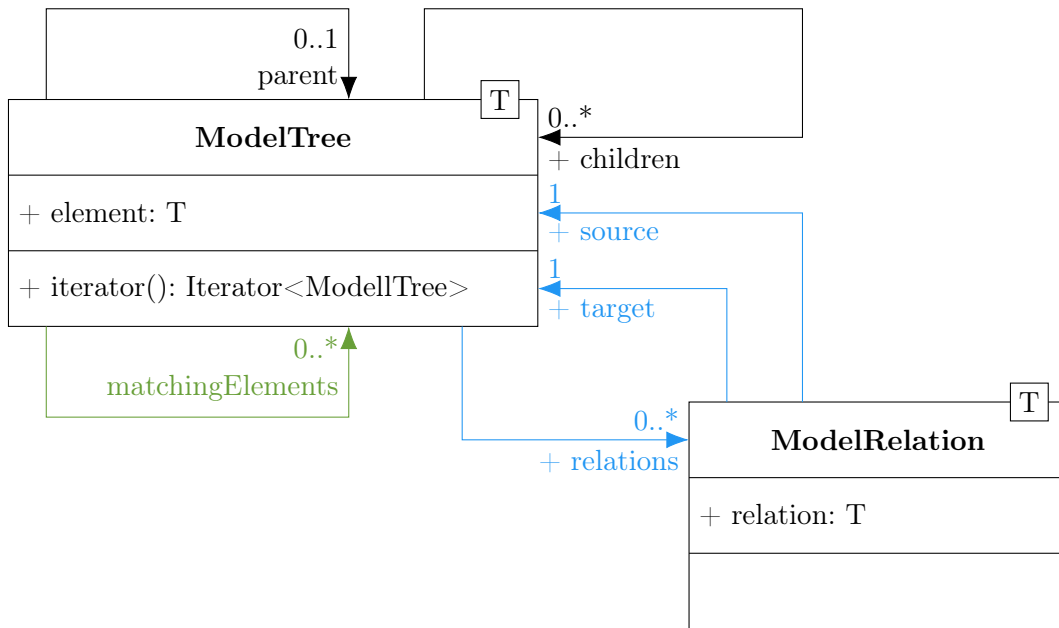 0..1
parent
T
ModelTree
0..*
+ children
+ element: T
1
+ source
+ iterator(): Iterator<ModellTree>
1
+ target
0..*
matchingElements
0..*
+ relations
T
ModelRelation
+ relation: T